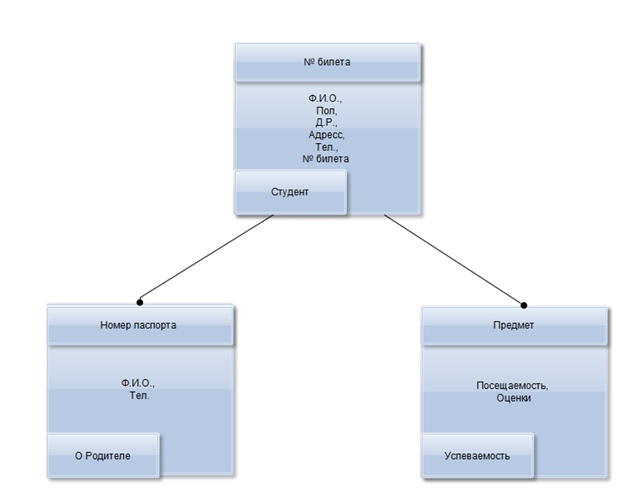 № билета
Ф.И.О.,
Пол,
Д.Р.,
Адресс,
Тел.,
№ билета
Студент
Номер паспорта
Ф.И.О.,
Тел.
О Родителе
Предмет
Посещаемость,
Оценки
Успеваемость